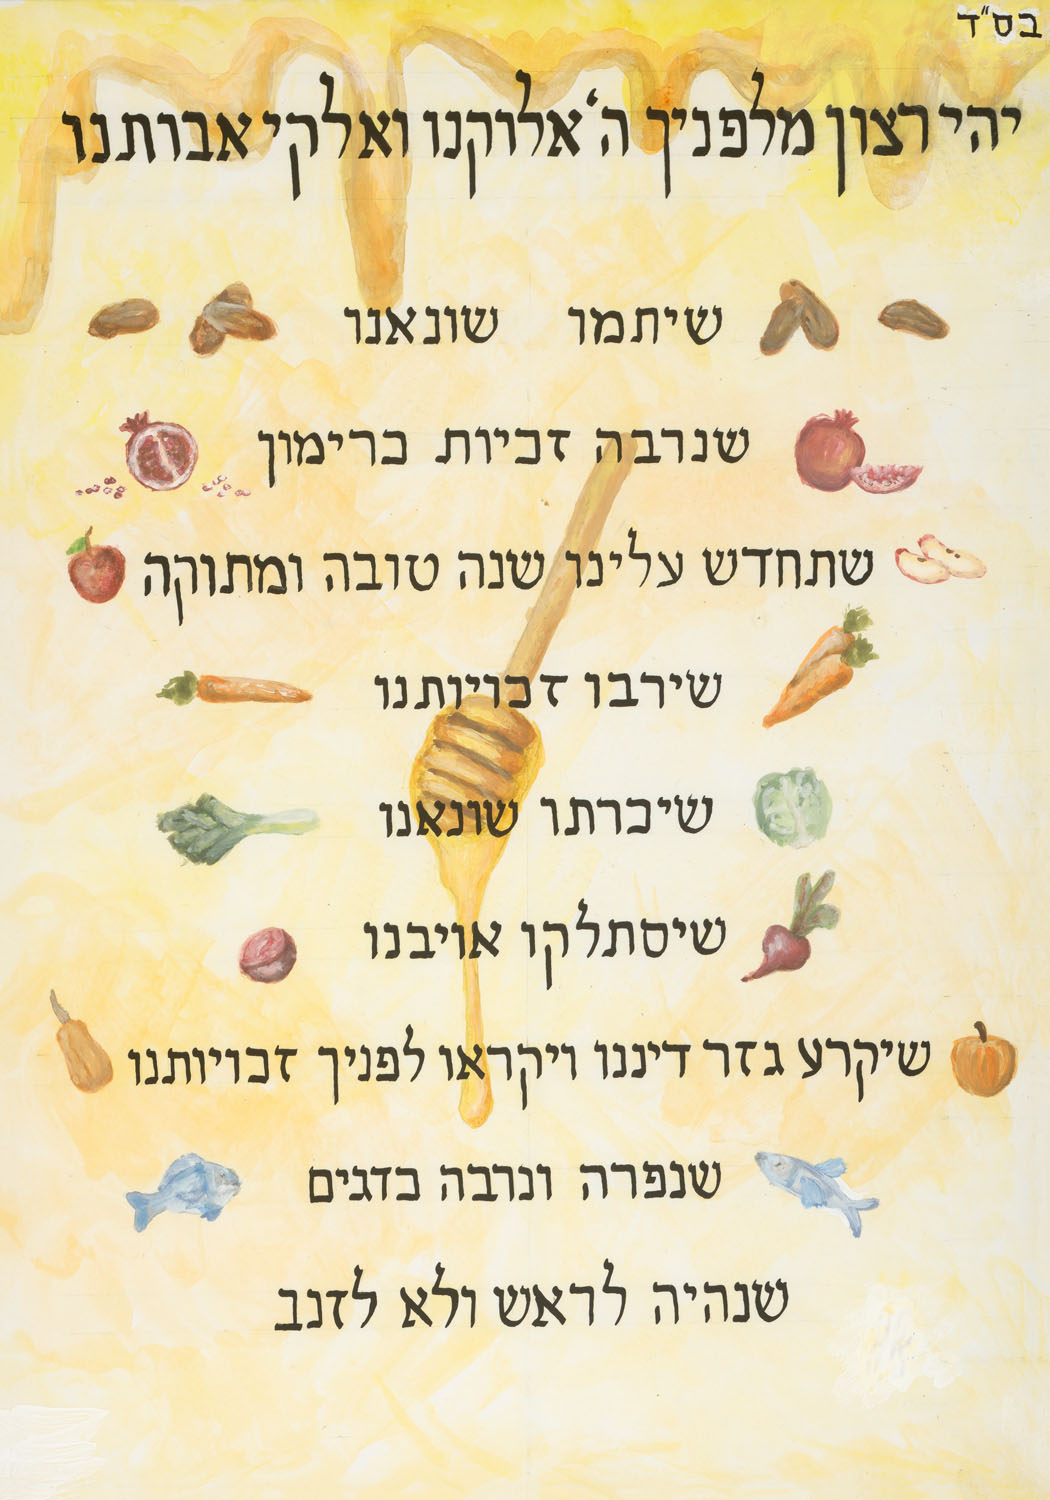 בס"ד
יהי רצון מלפניך ה' אלוקנו ואלקי אבותנו
שיתמו שונאנו
שנרבה זכיות כרימון
שתחדש עלינו שנה טובה ומתוקה
שירבו זכויותנו
שיכרתו שונאנו
שיסתלקו אויבנו
שיקרע גזר דיננו ויקראו לפניך זכויותנו
שנפרה ונרבה כדגים
שנהיה לראש ולא לזנב